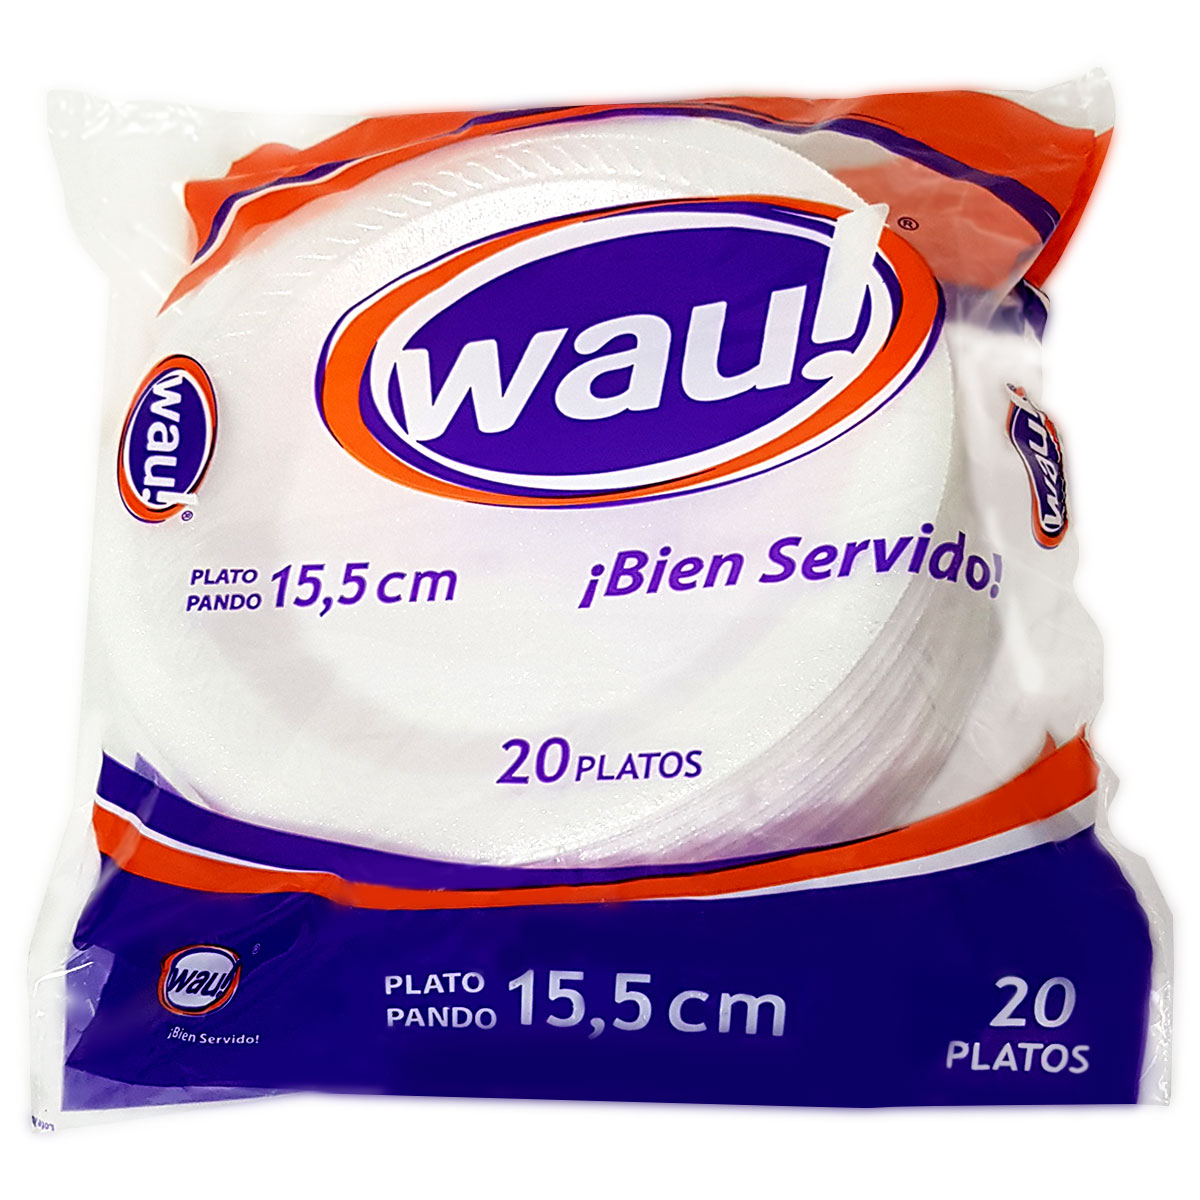 wau!®
wau!®
wau!
PLATO
PANDO 15,5 cm
¡Bien Servido!
20 PLATOS
wau!®
¡Bien Servido!
PLATO
PANDO 15,5 cm
20
PLATOS